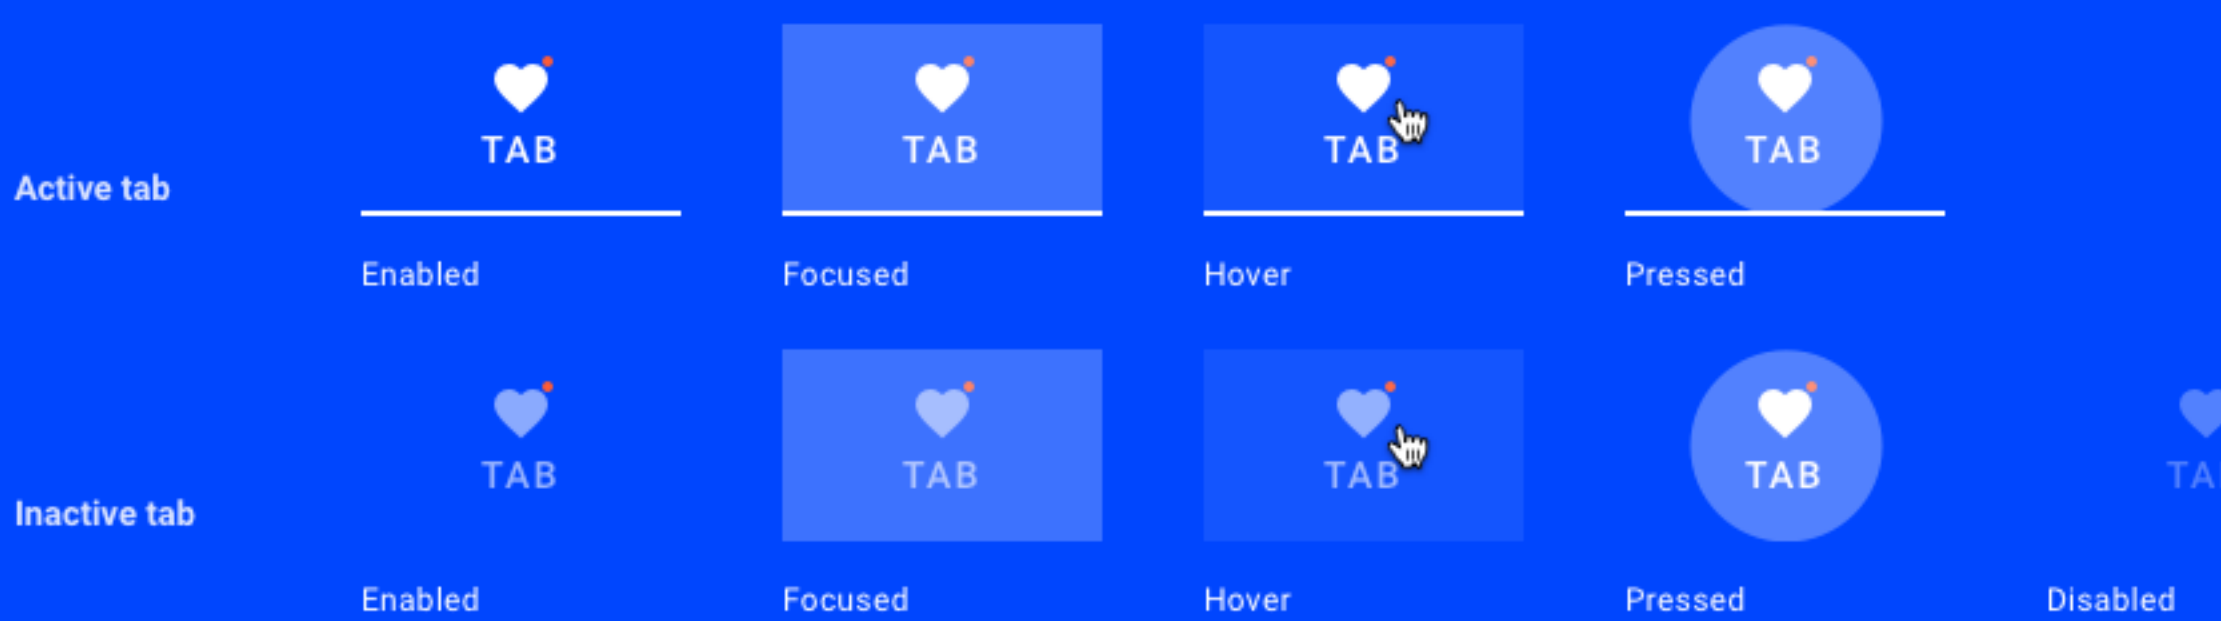 TAB TAB TAB TAB
Active tab
Enabled Focused Hover Pressed
TAB TAB TAB TAB TA
Inactive tab
Enabled Focused Hover Pressed Disabled